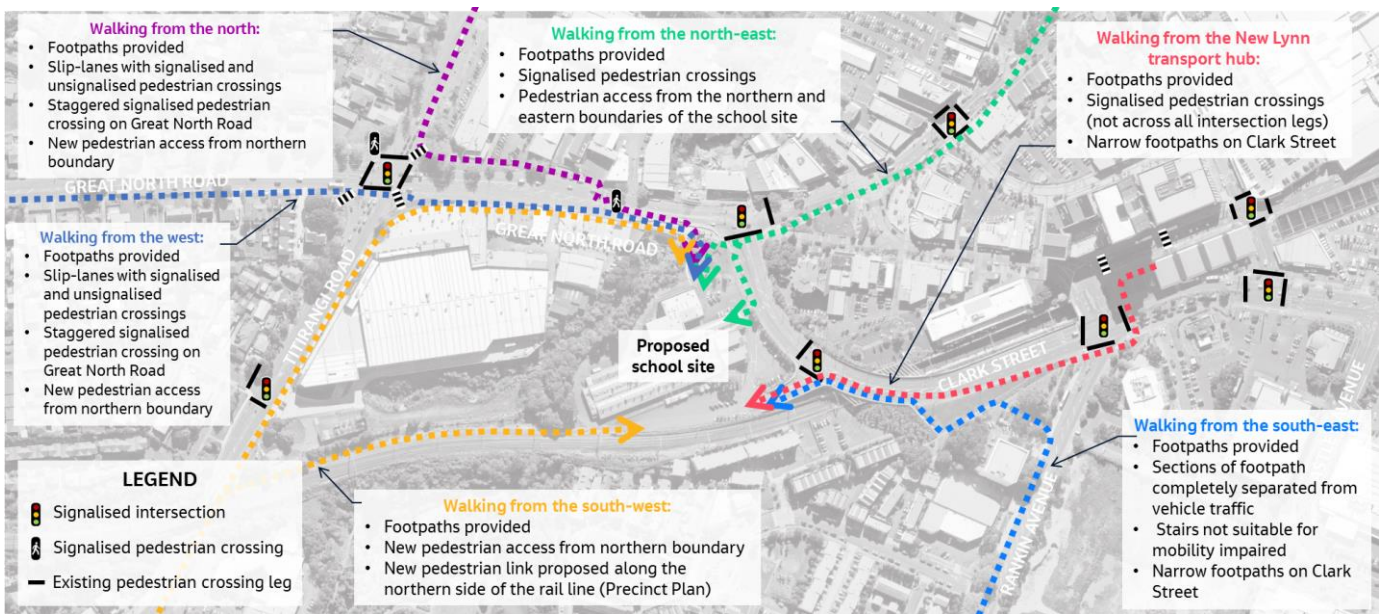 Walking from the north:
• Footpaths provided
• Slip-lanes with signalised and
unsignalised pedestrian crossings
• Staggered signalised pedestrian
crossing on Great North Road
• New pedestrian access from northern
boundary
Walking from the north-east:
• Footpaths provided
• Signalised pedestrian crossings
• Pedestrian access from the northern and
eastern boundaries of the school site
Walking from the New Lynn
transport hub:
• Footpaths provided
• Signalised pedestrian crossings
(not across all intersection legs)
• Narrow footpaths on Clark Street
GREAT NORTH ROAD
GREAT NORTH ROAD
Walking from the west:
• Footpaths provided
• Slip-lanes with signalised
and unsignalised
pedestrian crossings
• Staggered signalised
pedestrian crossing on
Great North Road
• New pedestrian access
from northern boundary
TITIRANGI ROAD
Proposed
school site
CLARK STREET
AVENUE
RANKIN AVENUE
Walking from the south-east:
• Footpaths provided
• Sections of footpath
completely separated from
vehicle traffic
• Stairs not suitable for
mobility impaired
• Narrow footpaths on Clark
Street
LEGEND
Signalised intersection
Signalised pedestrian crossing
Existing pedestrian crossing leg
Walking from the south-west:
• Footpaths provided
• New pedestrian access from northern boundary
• New pedestrian link proposed along the
northern side of the rail line (Precinct Plan)